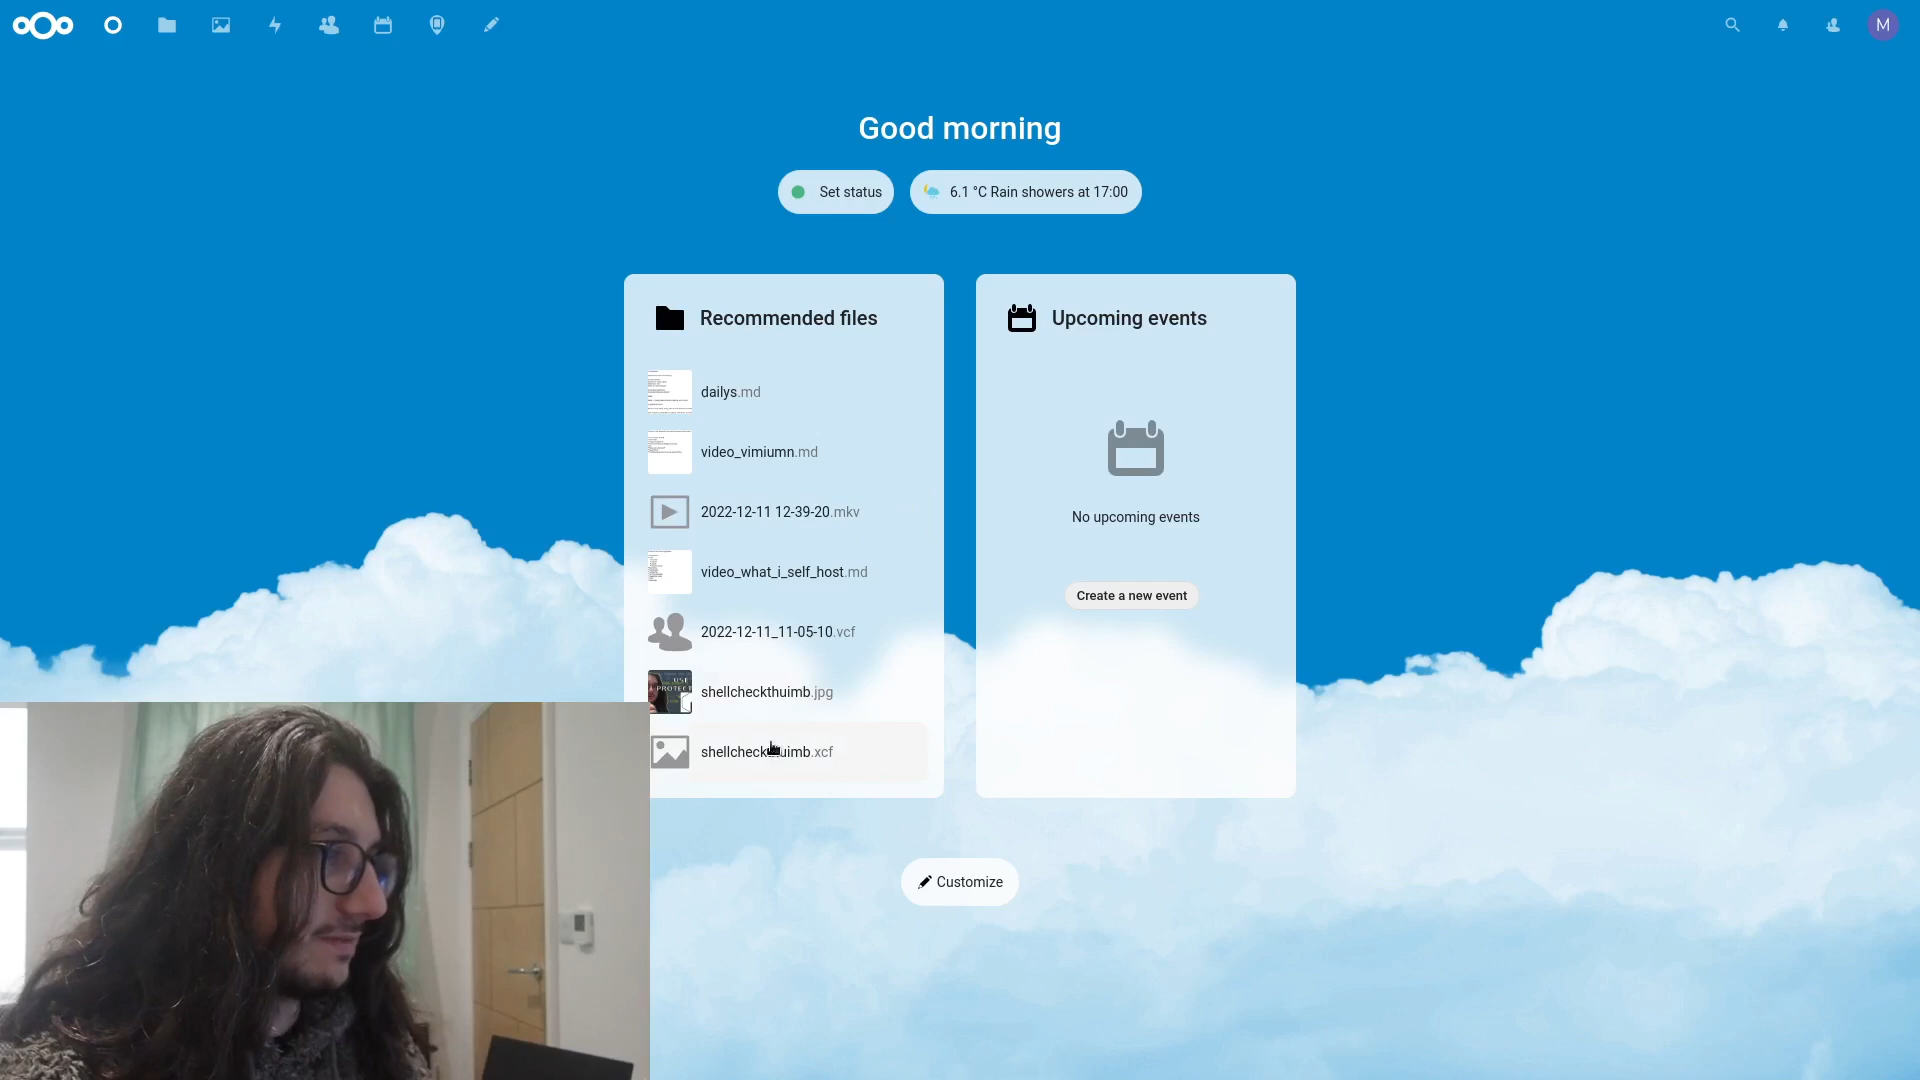 M
Good morning
Set status
6.1 °C Rain showers at 17:00
Recommended files
dailys.md
video_vimiumn.md
2022-12-11 12-39-20.mkv
video_what_i_self_host.md
2022-12-11_11-05-10.vcf
shellcheckthuimb.jpg
shellcheckthuimb.xcf
Upcoming events
No upcoming events
Create a new event
Customize